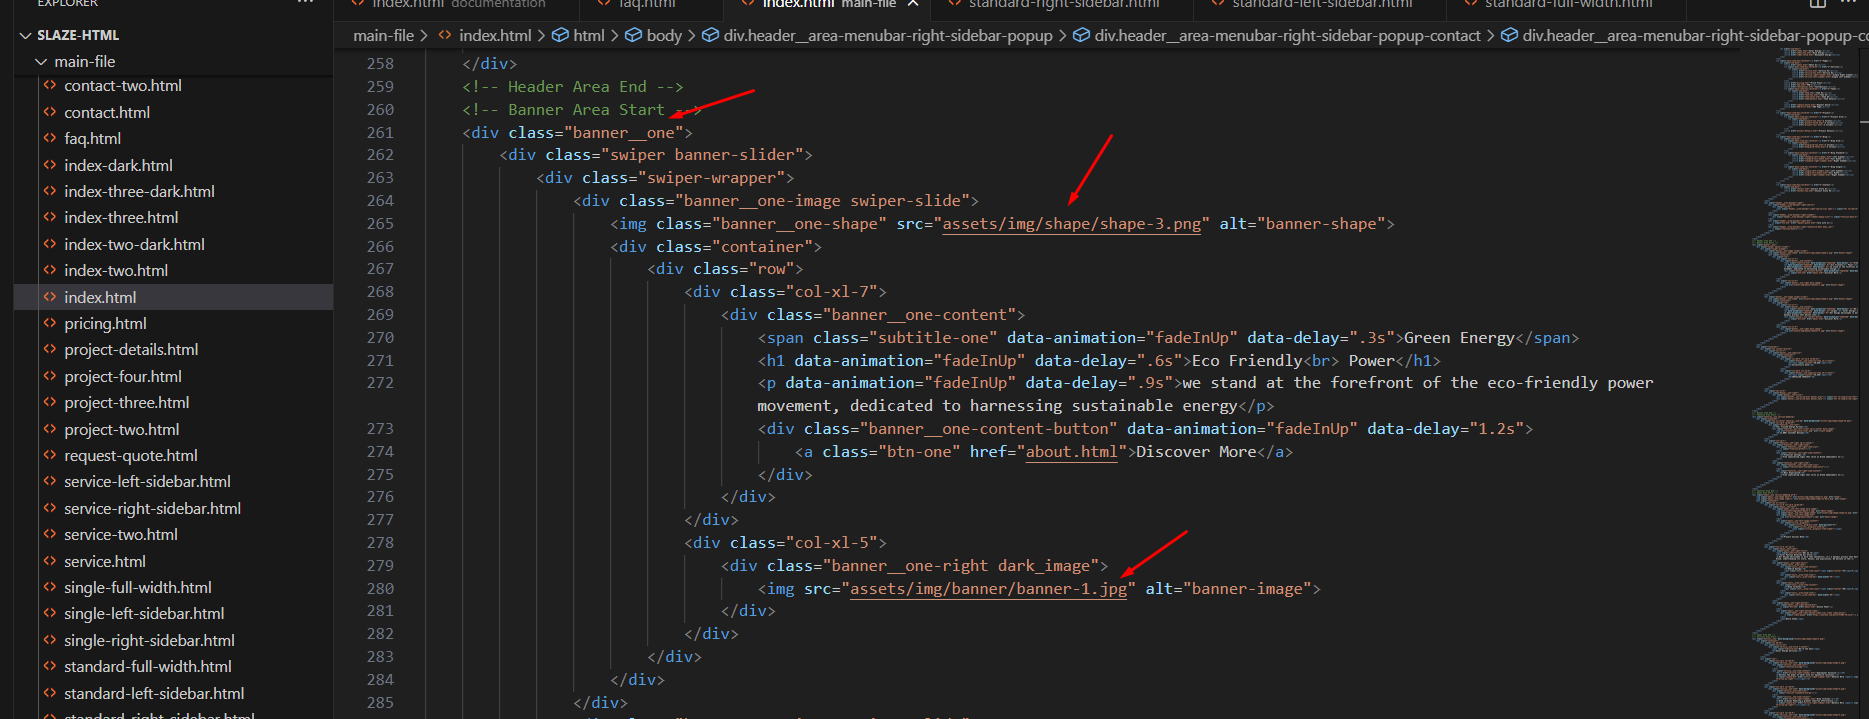 EXPLORER
index.html documentation
faq.html
index.html main-file
standard-right-sidebar.html
standard-left-sidebar.html
standard-full-width.html
SLAZE-HTML
main-file
contact-two.html
contact.html
faq.html
index-dark.html
index-three-dark.html
index-three.html
index-two-dark.html
index-two.html
index.html
pricing.html
project-details.html
project-four.html
project-three.html
project-two.html
request-quote.html
service-left-sidebar.html
service-right-sidebar.html
service-two.html
service.html
single-full-width.html
single-left-sidebar.html
single-right-sidebar.html
standard-full-width.html
standard-left-sidebar.html
standard-right-sidebar.html
main-file > index.html > html > body > div.header__area-menubar-right-sidebar-popup > div.header__area-menubar-right-sidebar-popup-contact > div.header__area-menubar-right-sidebar-popup-co
258 </div>
259 <!-- Header Area End -->
260 <!-- Banner Area Start -->
261 <div class="banner__one">
262 <div class="swiper banner-slider">
263 <div class="swiper-wrapper">
264 <div class="banner__one-image swiper-slide">
265 <img class="banner__one-shape" src="assets/img/shape/shape-3.png" alt="banner-shape">
266 <div class="container">
267 <div class="row">
268 <div class="col-xl-7">
269 <div class="banner__one-content">
270 <span class="subtitle-one" data-animation="fadeInUp" data-delay=".3s">Green Energy</span>
271 <h1 data-animation="fadeInUp" data-delay=".6s">Eco Friendly<br> Power</h1>
272 <p data-animation="fadeInUp" data-delay=".9s">we stand at the forefront of the eco-friendly power
movement, dedicated to harnessing sustainable energy</p>
273 <div class="banner__one-content-button" data-animation="fadeInUp" data-delay="1.2s">
274 <a class="btn-one" href="about.html">Discover More</a>
275 </div>
276 </div>
277 </div>
278 <div class="col-xl-5">
279 <div class="banner__one-right dark_image">
280 <img src="assets/img/banner/banner-1.jpg" alt="banner-image">
281 </div>
282 </div>
283 </div>
284 </div>
285 </div>